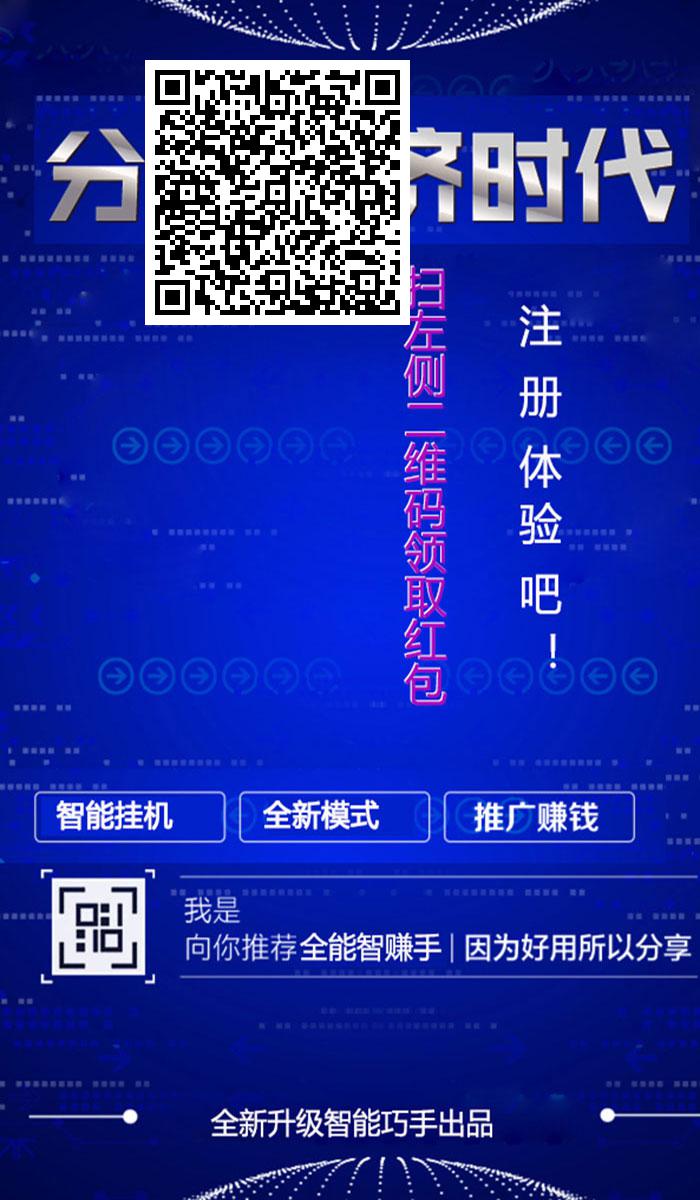 分 济时代
扫左侧二维码领取红包
注册体验吧！
智能挂机
全新模式
推广赚钱
我是
向你推荐全能智赚手|因为好用所以分享
全新升级智能巧手出品